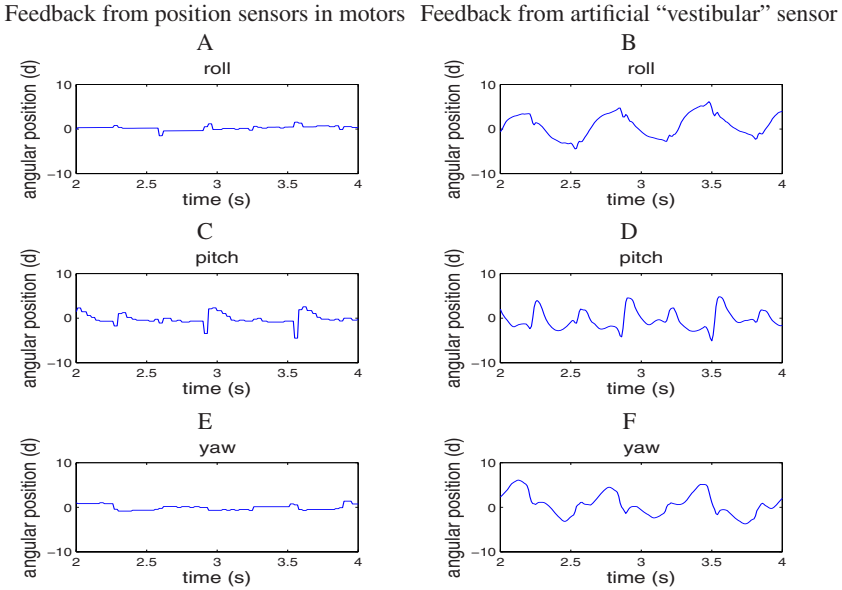 Feedback from position sensors in motors Feedback from artificial “vestibular” sensor
A
roll
angular position (d)
10
0
−10
2 2.5 3 3.5 4
time (s)
B
roll
angular position (d)
10
0
−10
2 2.5 3 3.5 4
time (s)
C
pitch
angular position (d)
10
0
−10
2 2.5 3 3.5 4
time (s)
D
pitch
angular position (d)
10
0
−10
2 2.5 3 3.5 4
time (s)
E
yaw
angular position (d)
10
0
−10
2 2.5 3 3.5 4
time (s)
F
yaw
angular position (d)
10
0
−10
2 2.5 3 3.5 4
time (s)